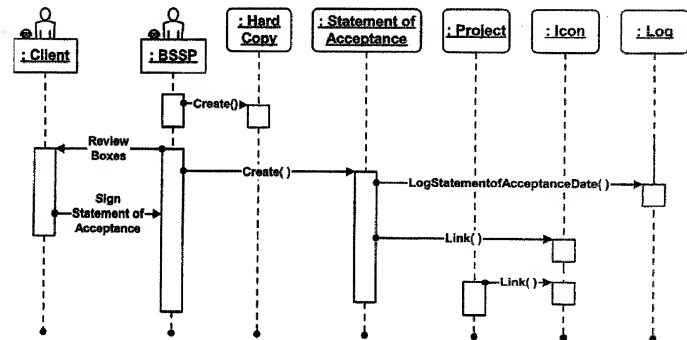 : Client
: BSSP
: Hard
Copy
: Statement of
Acceptance
: Project
: Icon
: Log
Create()
Review
Boxes
Create( )
LogStatementofAcceptanceDate( )
Sign
Statement of
Acceptance
Link( )
Link( )